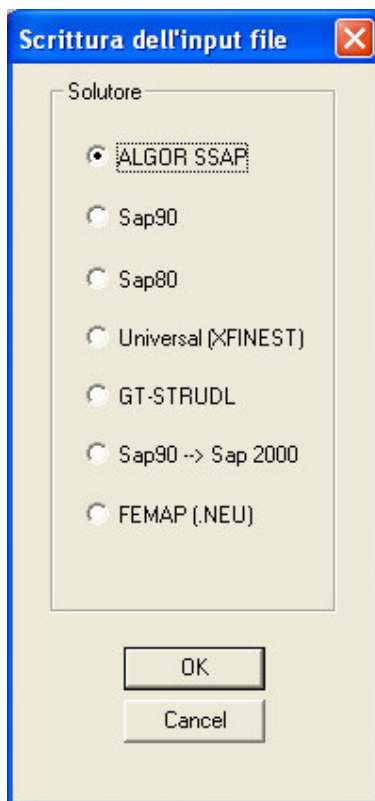 Scrittura dell'input file
Solutore
ALGOR SSAP
Sap90
Sap80
Universal (XFINEST)
GT-STRUDL
Sap90 --> Sap 2000
FEMAP (.NEU)
OK
Cancel